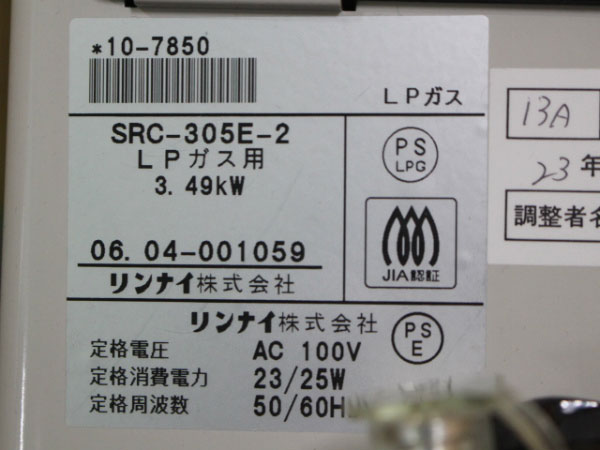 *10-7850
LPガス
SRC-305E-2
LPガス用
3.49kW
PS
LPG
JIA認証
06.04-001059
リンナイ株式会社
リンナイ株式会社
PS
E
定格電圧 AC 100V
定格消費電力 23/25W
定格周波数 50/60H
13A
23年
調整者名